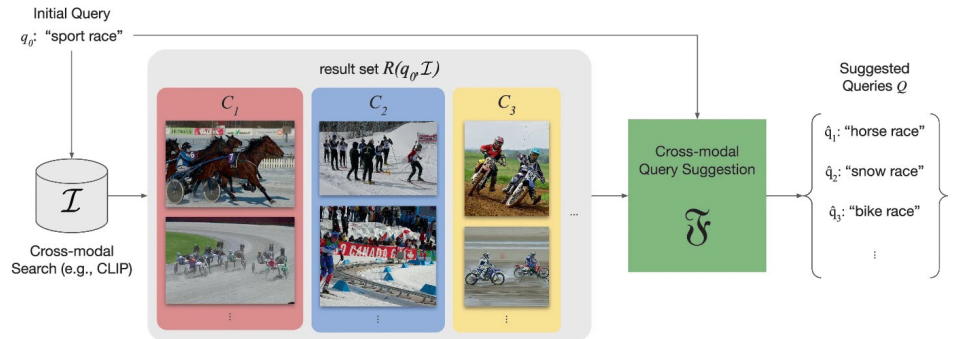 Initial Query
q₀: “sport race”
result set R(q₀,ℐ)
C₁
C₂
C₃
...
ℐ
Cross-modal
Search (e.g., CLIP)
CANADA
⋮
⋮
⋮
Cross-modal
Query Suggestion
𝔉
Suggested
Queries Q
q̂₁: “horse race”
q̂₂: “snow race”
q̂₃: “bike race”
⋮